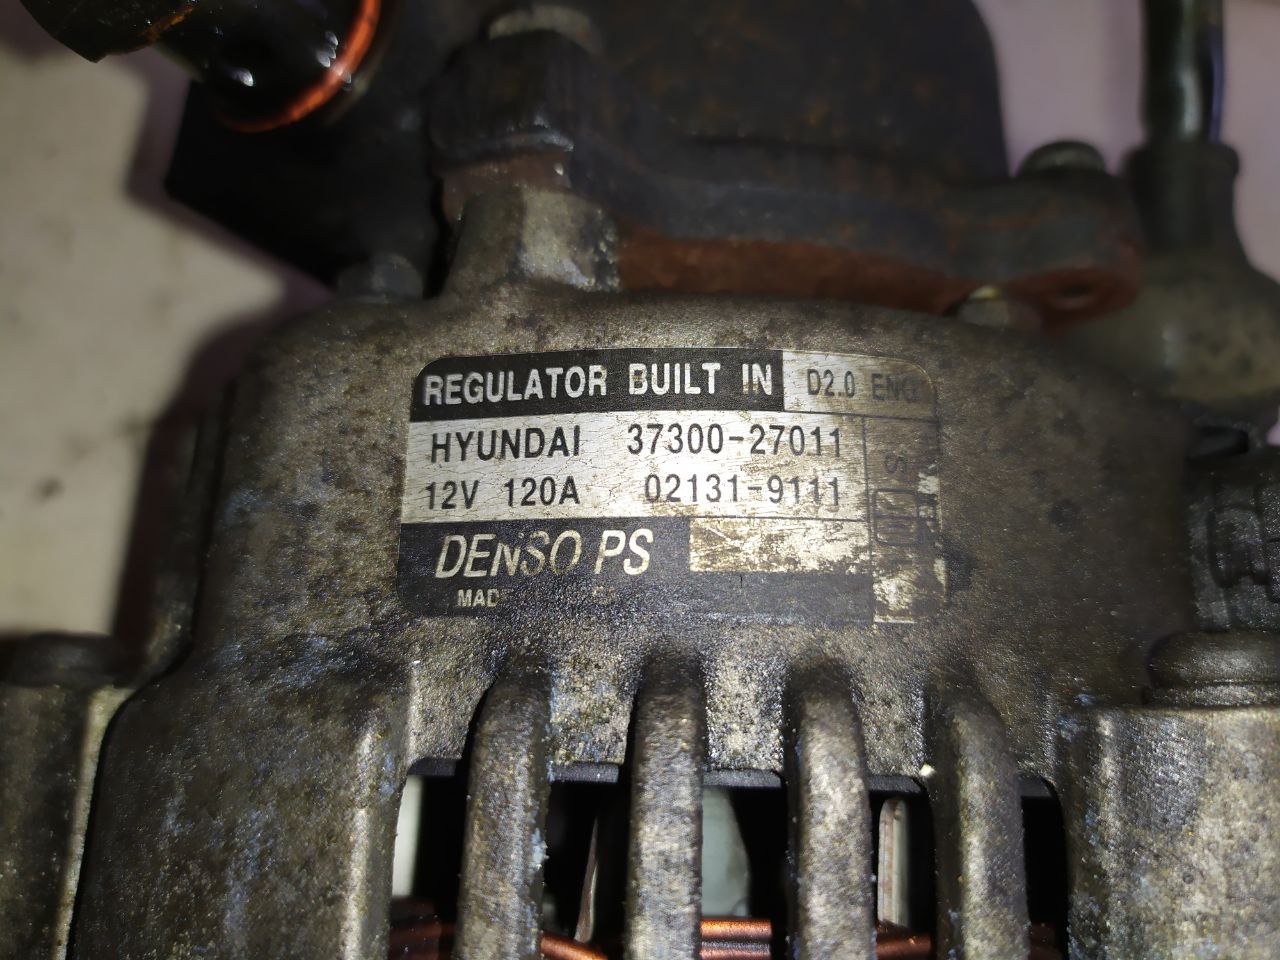 REGULATOR BUILT IN D2.0 ENG
HYUNDAI 37300-27011
12V 120A 02131-9111
DENSO PS